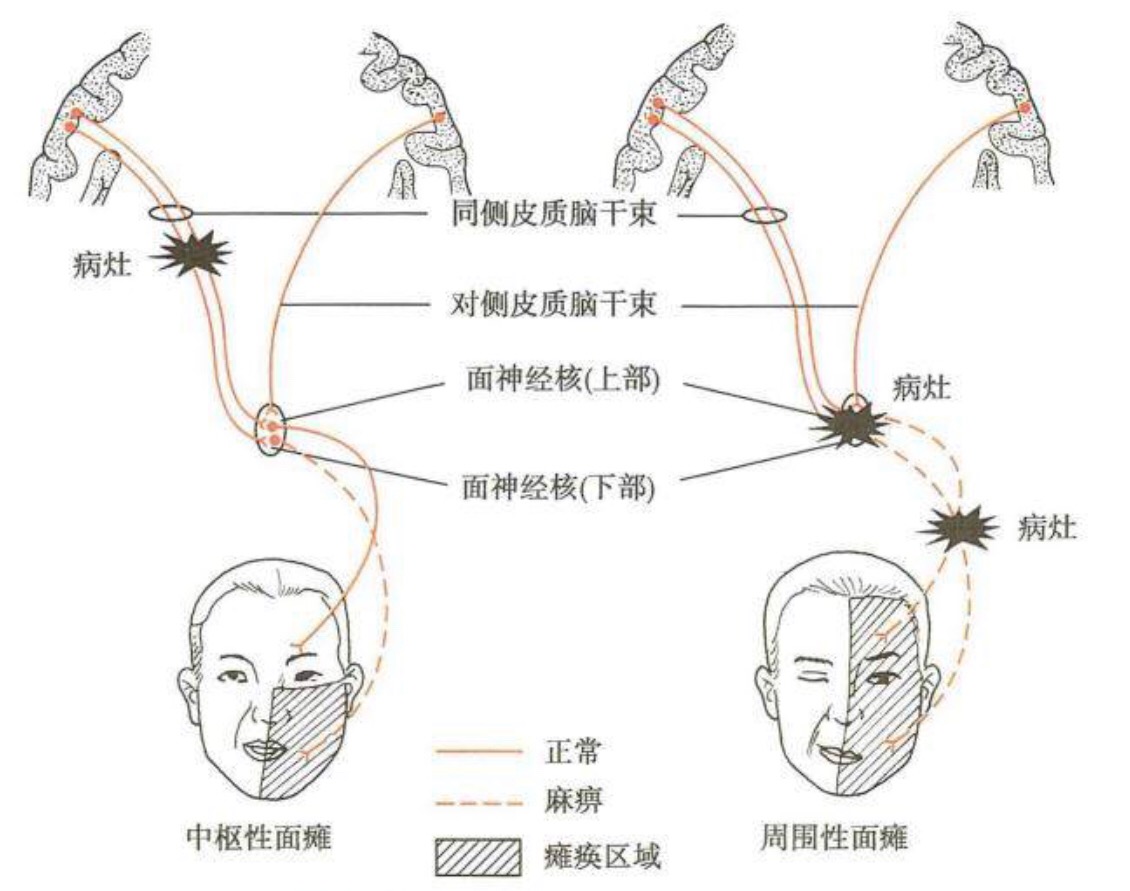 同侧皮质脑干束
病灶
对侧皮质脑干束
面神经核(上部)
病灶
面神经核(下部)
病灶
正常
麻痹
中枢性面瘫
周围性面瘫
瘫痪区域